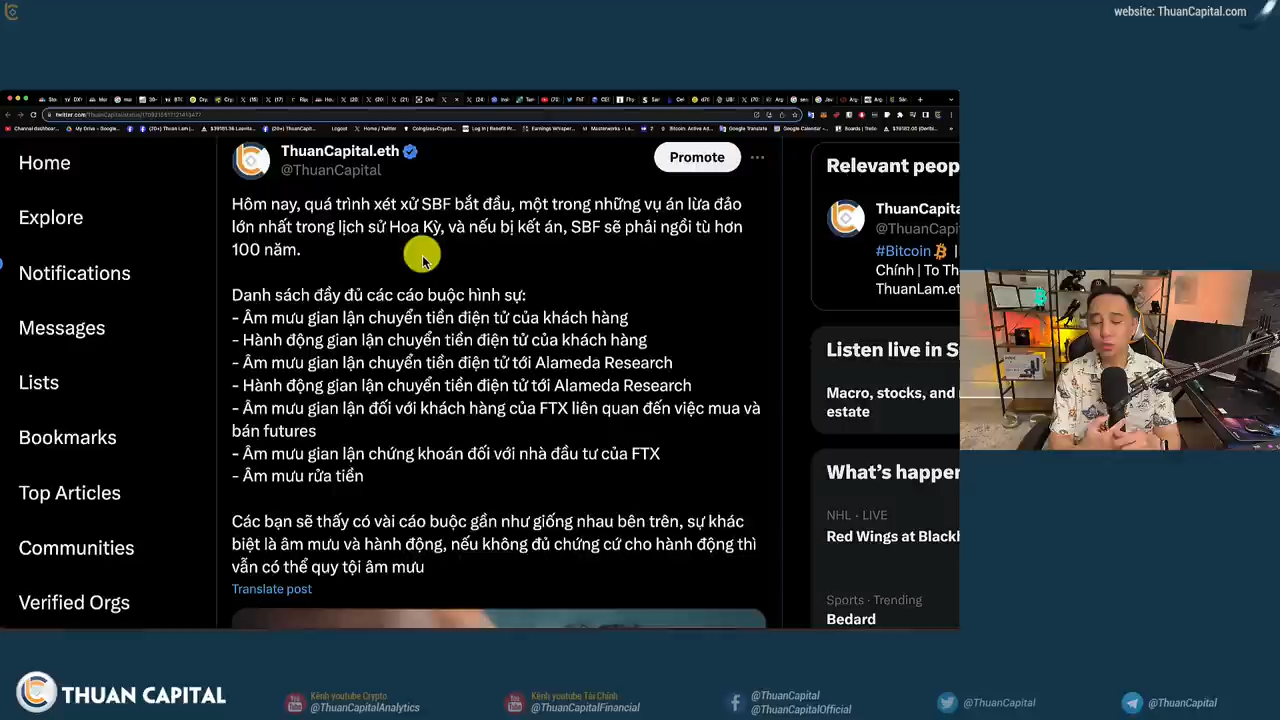 website: ThuanCapital.com
Home
Explore
Notifications
Messages
Lists
Bookmarks
Top Articles
Communities
Verified Orgs
ThuanCapital.eth
@ThuanCapital
Promote
Hôm nay, quá trình xét xử SBF bắt đầu, một trong những vụ án lừa đảo
lớn nhất trong lịch sử Hoa Kỳ, và nếu bị kết án, SBF sẽ phải ngồi tù hơn
100 năm.
Danh sách đầy đủ các cáo buộc hình sự:
- Âm mưu gian lận chuyển tiền điện tử của khách hàng
- Hành động gian lận chuyển tiền điện tử của khách hàng
- Âm mưu gian lận chuyển tiền điện tử tới Alameda Research
- Hành động gian lận chuyển tiền điện tử tới Alameda Research
- Âm mưu gian lận đối với khách hàng của FTX liên quan đến việc mua và
bán futures
- Âm mưu gian lận chứng khoán đối với nhà đầu tư của FTX
- Âm mưu rửa tiền
Các bạn sẽ thấy có vài cáo buộc gần như giống nhau bên trên, sự khác
biệt là âm mưu và hành động, nếu không đủ chứng cứ cho hành động thì
vẫn có thể quy tội âm mưu
Translate post
Relevant peop
ThuanCapita
@ThuanCapit
#Bitcoin |
Chính | To Th
ThuanLam.et
Listen live in S
Macro, stocks, and
estate
What's happer
NHL · LIVE
Red Wings at Black
Sports · Trending
Bedard
THUAN CAPITAL
Kênh youtube Crypto
@ThuanCapitalAnalytics
Kênh youtube Tài Chính
@ThuanCapitalFinancial
@ThuanCapital
@ThuanCapitalOfficial
@ThuanCapital
@ThuanCapital